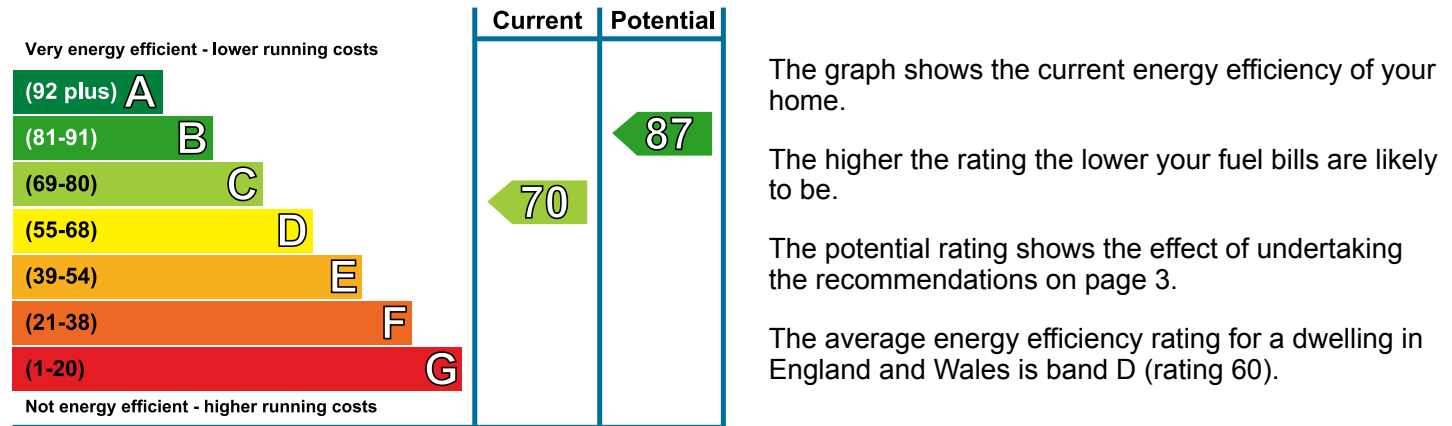 Current Potential
Very energy efficient - lower running costs
(92 plus) A
(81-91) B
87
(69-80) C
70
(55-68) D
(39-54) E
(21-38) F
(1-20) G
Not energy efficient - higher running costs
The graph shows the current energy efficiency of your
home.
The higher the rating the lower your fuel bills are likely
to be.
The potential rating shows the effect of undertaking
the recommendations on page 3.
The average energy efficiency rating for a dwelling in
England and Wales is band D (rating 60).